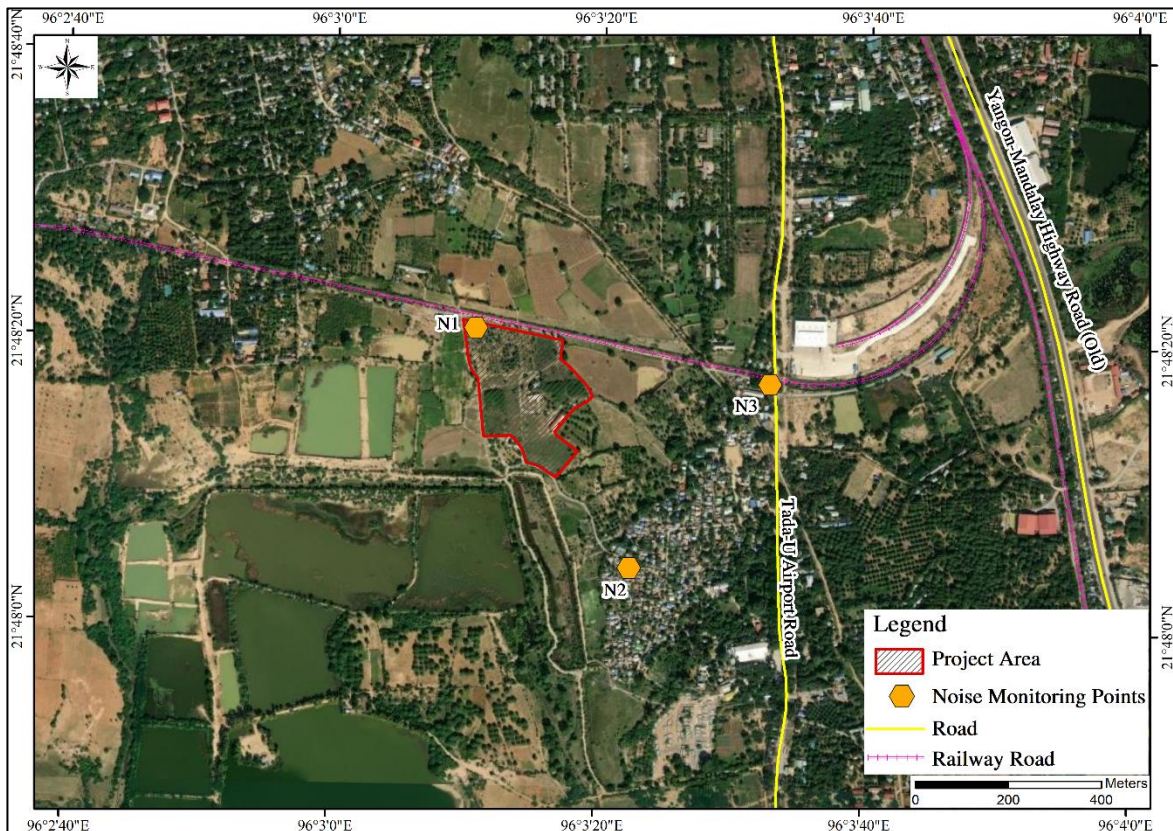 96°2'40"E 96°3'0"E 96°3'20"E 96°3'40"E 96°4'0"E
21°48'40"N
21°48'40"N
N
W E
S
Yangon-Mandalay Highway Road (Old)
21°48'20"N
21°48'20"N
N1
N3
Tada-U Airport Road
N2
21°48'0"N
21°48'0"N
Legend
Project Area
Noise Monitoring Points
Road
Railway Road
Meters
0 200 400
96°2'40"E 96°3'0"E 96°3'20"E 96°3'40"E 96°4'0"E